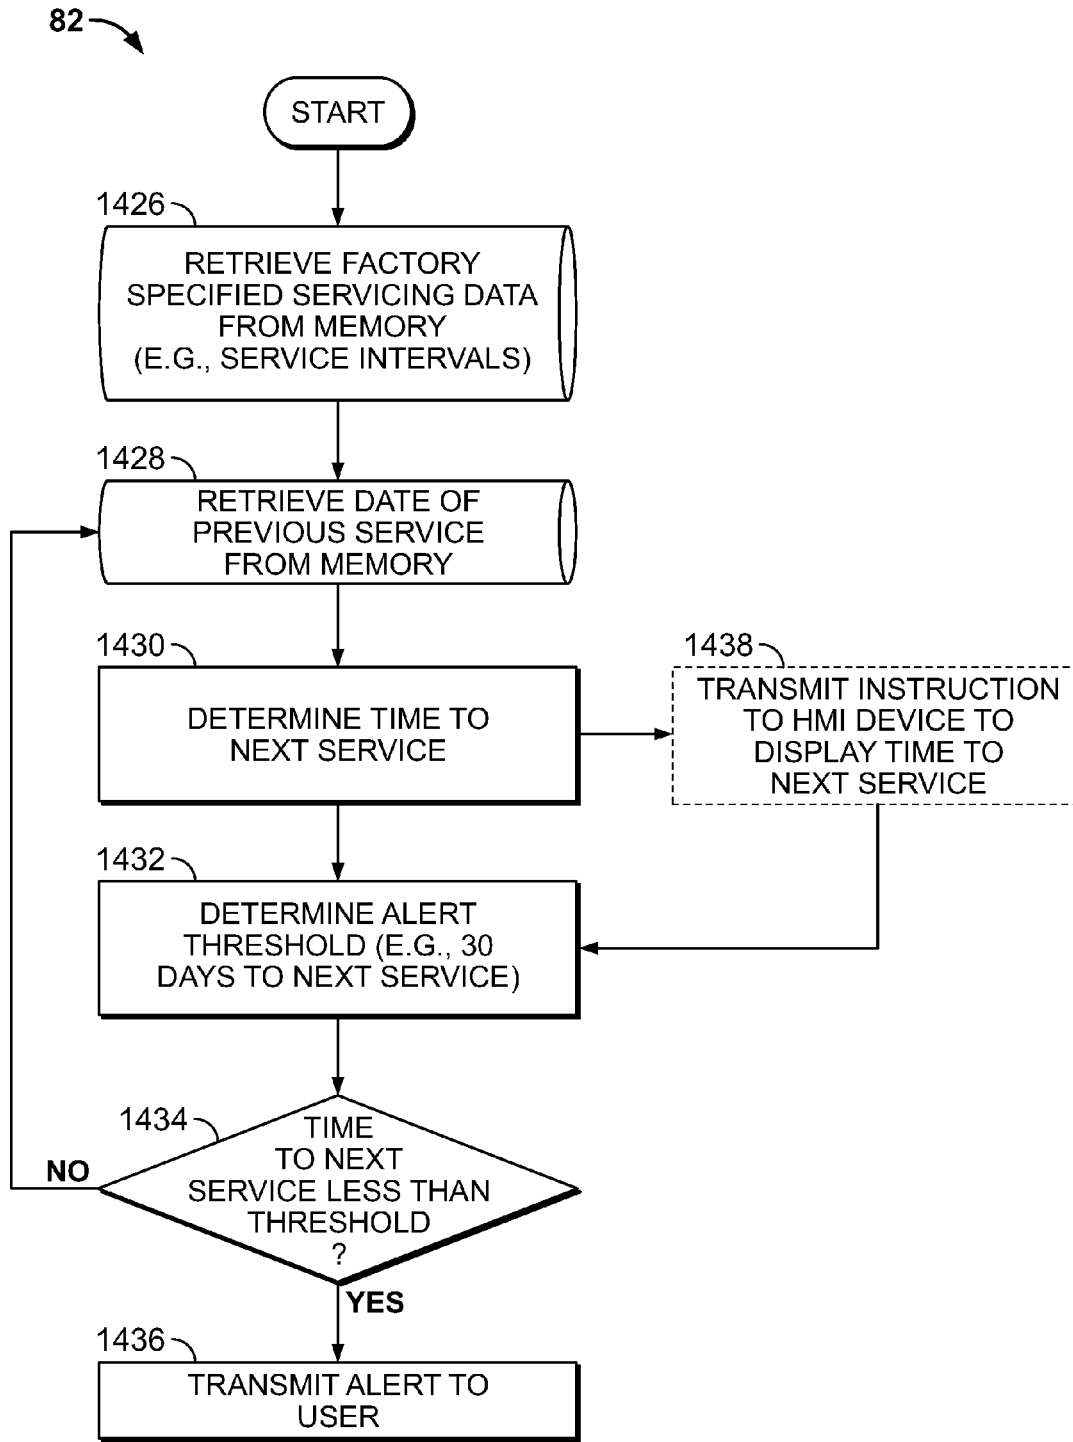 82
START
1426
RETRIEVE FACTORY
SPECIFIED SERVICING DATA
FROM MEMORY
(E.G., SERVICE INTERVALS)
1428
RETRIEVE DATE OF
PREVIOUS SERVICE
FROM MEMORY
1430
DETERMINE TIME TO
NEXT SERVICE
1438
TRANSMIT INSTRUCTION
TO HMI DEVICE TO
DISPLAY TIME TO
NEXT SERVICE
1432
DETERMINE ALERT
THRESHOLD (E.G., 30
DAYS TO NEXT SERVICE)
1434
TIME
TO NEXT
SERVICE LESS THAN
THRESHOLD
?
NO
YES
1436
TRANSMIT ALERT TO
USER